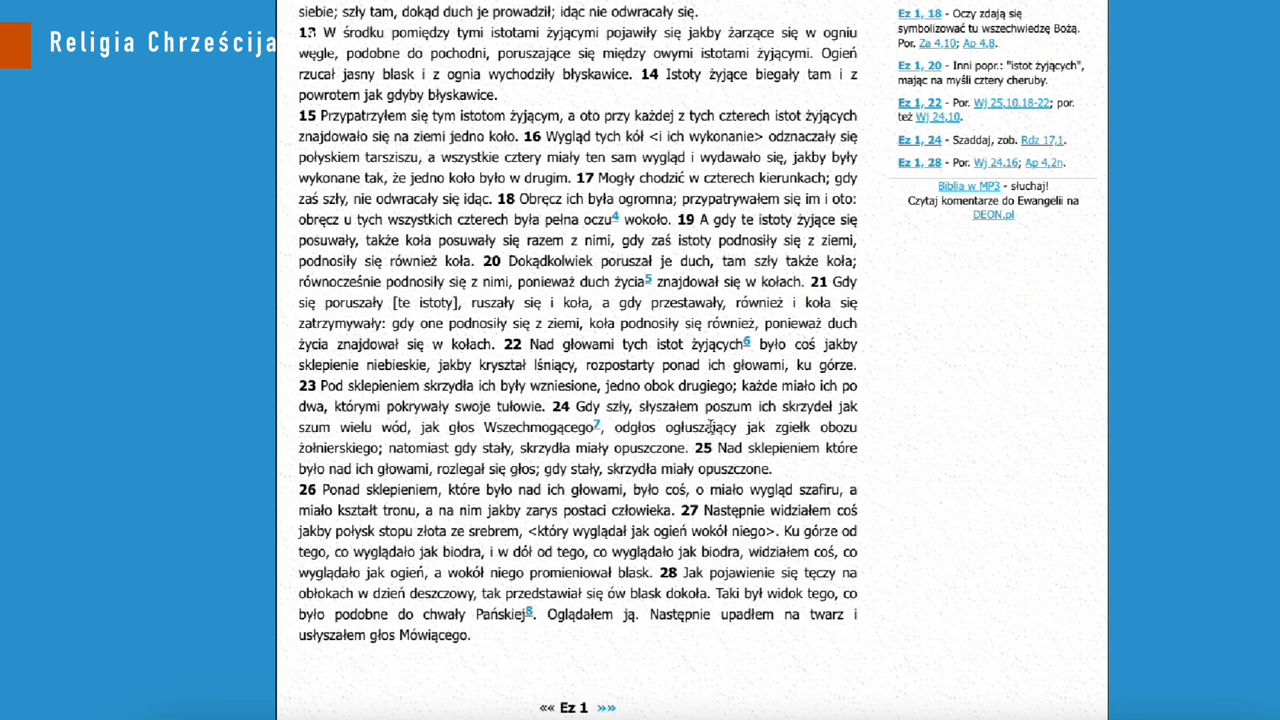 Religia Chrześcija
siebie; szły tam, dokąd duch je prowadził; idąc nie odwracały się.
13 W środku pomiędzy tymi istotami żyjącymi pojawiły się jakby żarzące się w ogniu
węgle, podobne do pochodni, poruszające się między owymi istotami żyjącymi. Ogień
rzucał jasny blask i z ognia wychodziły błyskawice. 14 Istoty żyjące biegały tam i z
powrotem jak gdyby błyskawice.
15 Przypatrzyłem się tym istotom żyjącym, a oto przy każdej z tych czterech istot żyjących
znajdowało się na ziemi jedno koło. 16 Wygląd tych kół <i ich wykonanie> odznaczały się
połyskiem tarsziszu, a wszystkie cztery miały ten sam wygląd i wydawało się, jakby były
wykonane tak, że jedno koło było w drugim. 17 Mogły chodzić w czterech kierunkach; gdy
zaś szły, nie odwracały się idąc. 18 Obręcz ich była ogromna; przypatrywałem się im i oto:
obręcz u tych wszystkich czterech była pełna oczu4 wokoło. 19 A gdy te istoty żyjące się
posuwały, także koła posuwały się razem z nimi, gdy zaś istoty podnosiły się z ziemi,
podnosiły się również koła. 20 Dokądkolwiek poruszał je duch, tam szły także koła;
równocześnie podnosiły się z nimi, ponieważ duch życia5 znajdował się w kołach. 21 Gdy
się poruszały [te istoty], ruszały się i koła, a gdy przestawały, również i koła się
zatrzymywały: gdy one podnosiły się z ziemi, koła podnosiły się również, ponieważ duch
życia znajdował się w kołach. 22 Nad głowami tych istot żyjących6 było coś jakby
sklepienie niebieskie, jakby kryształ lśniący, rozpostarty ponad ich głowami, ku górze.
23 Pod sklepieniem skrzydła ich były wzniesione, jedno obok drugiego; każde miało ich po
dwa, którymi pokrywały swoje tułowie. 24 Gdy szły, słyszałem poszum ich skrzydeł jak
szum wielu wód, jak głos Wszechmogącego7, odgłos ogłuszający jak zgiełk obozu
żołnierskiego; natomiast gdy stały, skrzydła miały opuszczone. 25 Nad sklepieniem które
było nad ich głowami, rozlegał się głos; gdy stały, skrzydła miały opuszczone.
26 Ponad sklepieniem, które było nad ich głowami, było coś, o miało wygląd szafiru, a
miało kształt tronu, a na nim jakby zarys postaci człowieka. 27 Następnie widziałem coś
jakby połysk stopu złota ze srebrem, <który wyglądał jak ogień wokół niego>. Ku górze od
tego, co wyglądało jak biodra, i w dół od tego, co wyglądało jak biodra, widziałem coś, co
wyglądało jak ogień, a wokół niego promieniował blask. 28 Jak pojawienie się tęczy na
obłokach w dzień deszczowy, tak przedstawiał się ów blask dokoła. Taki był widok tego, co
było podobne do chwały Pańskiej8. Oglądałem ją. Następnie upadłem na twarz i
usłyszałem głos Mówiącego.
«« Ez 1 »»
Ez 1, 18 - Oczy zdają się
symbolizować tu wszechwiedzę Bożą.
Por. Za 4,10; Ap 4,8.
Ez 1, 20 - Inni popr.: "istot żyjących",
mając na myśli cztery cheruby.
Ez 1, 22 - Por. Wj 25,10.18-22; por.
też Wj 24,10.
Ez 1, 24 - Szaddaj, zob. Rdz 17,1.
Ez 1, 28 - Por. Wj 24,16; Ap 4,2n.
Biblia w MP3 - słuchaj!
Czytaj komentarze do Ewangelii na
DEON.pl